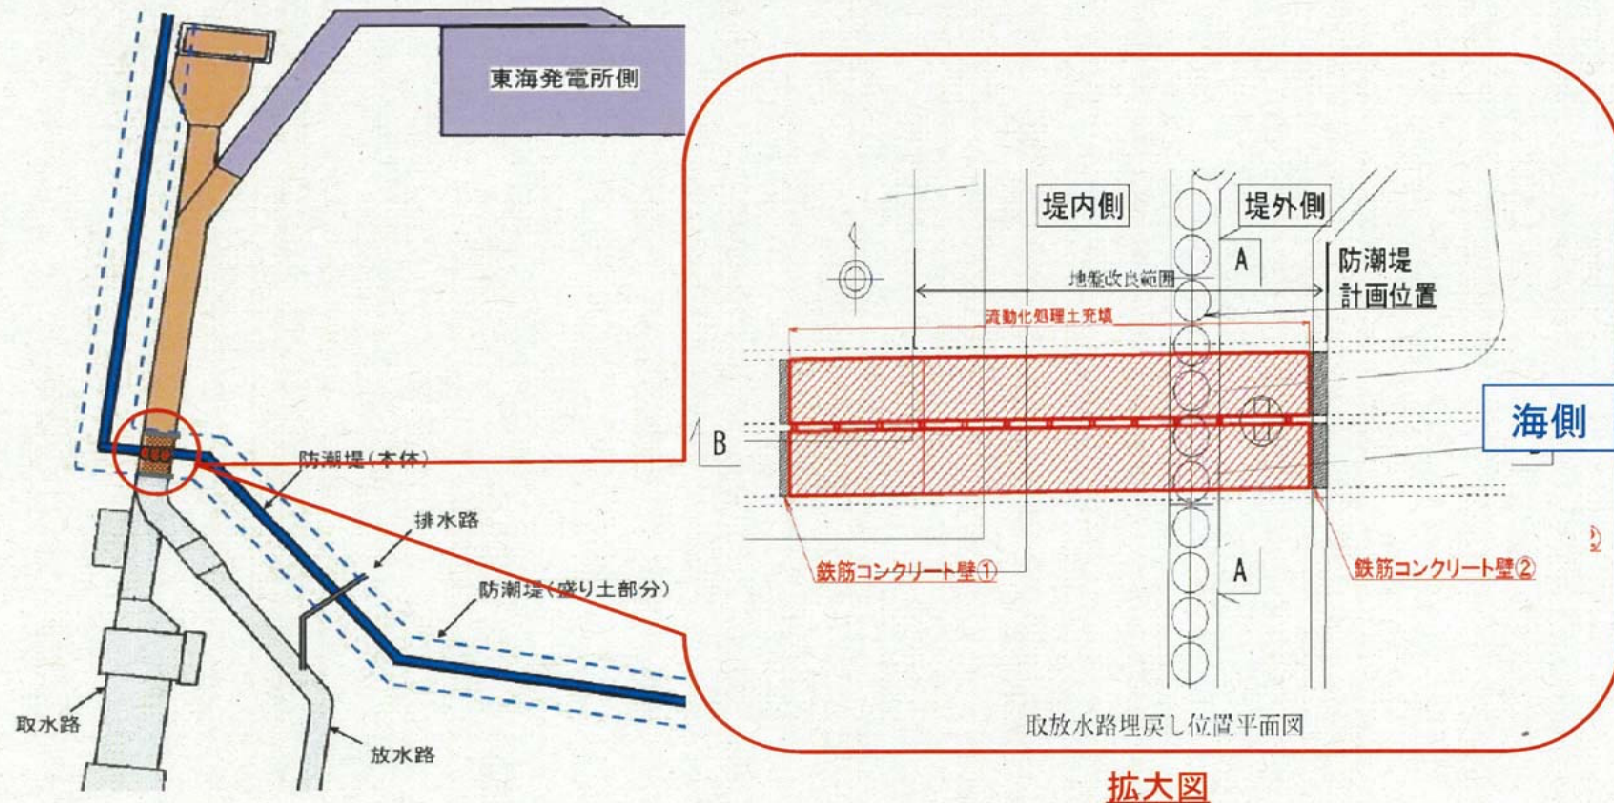 東海発電所側
防潮堤(本体)
排水路
防潮堤(盛り土部分)
取水路
放水路
堤内側
堤外側
A
防潮堤
計画位置
地盤改良範囲
流動化処理土充填
B
海側
鉄筋コンクリート壁①
A
鉄筋コンクリート壁②
取放水路埋戻し位置平面図
拡大図